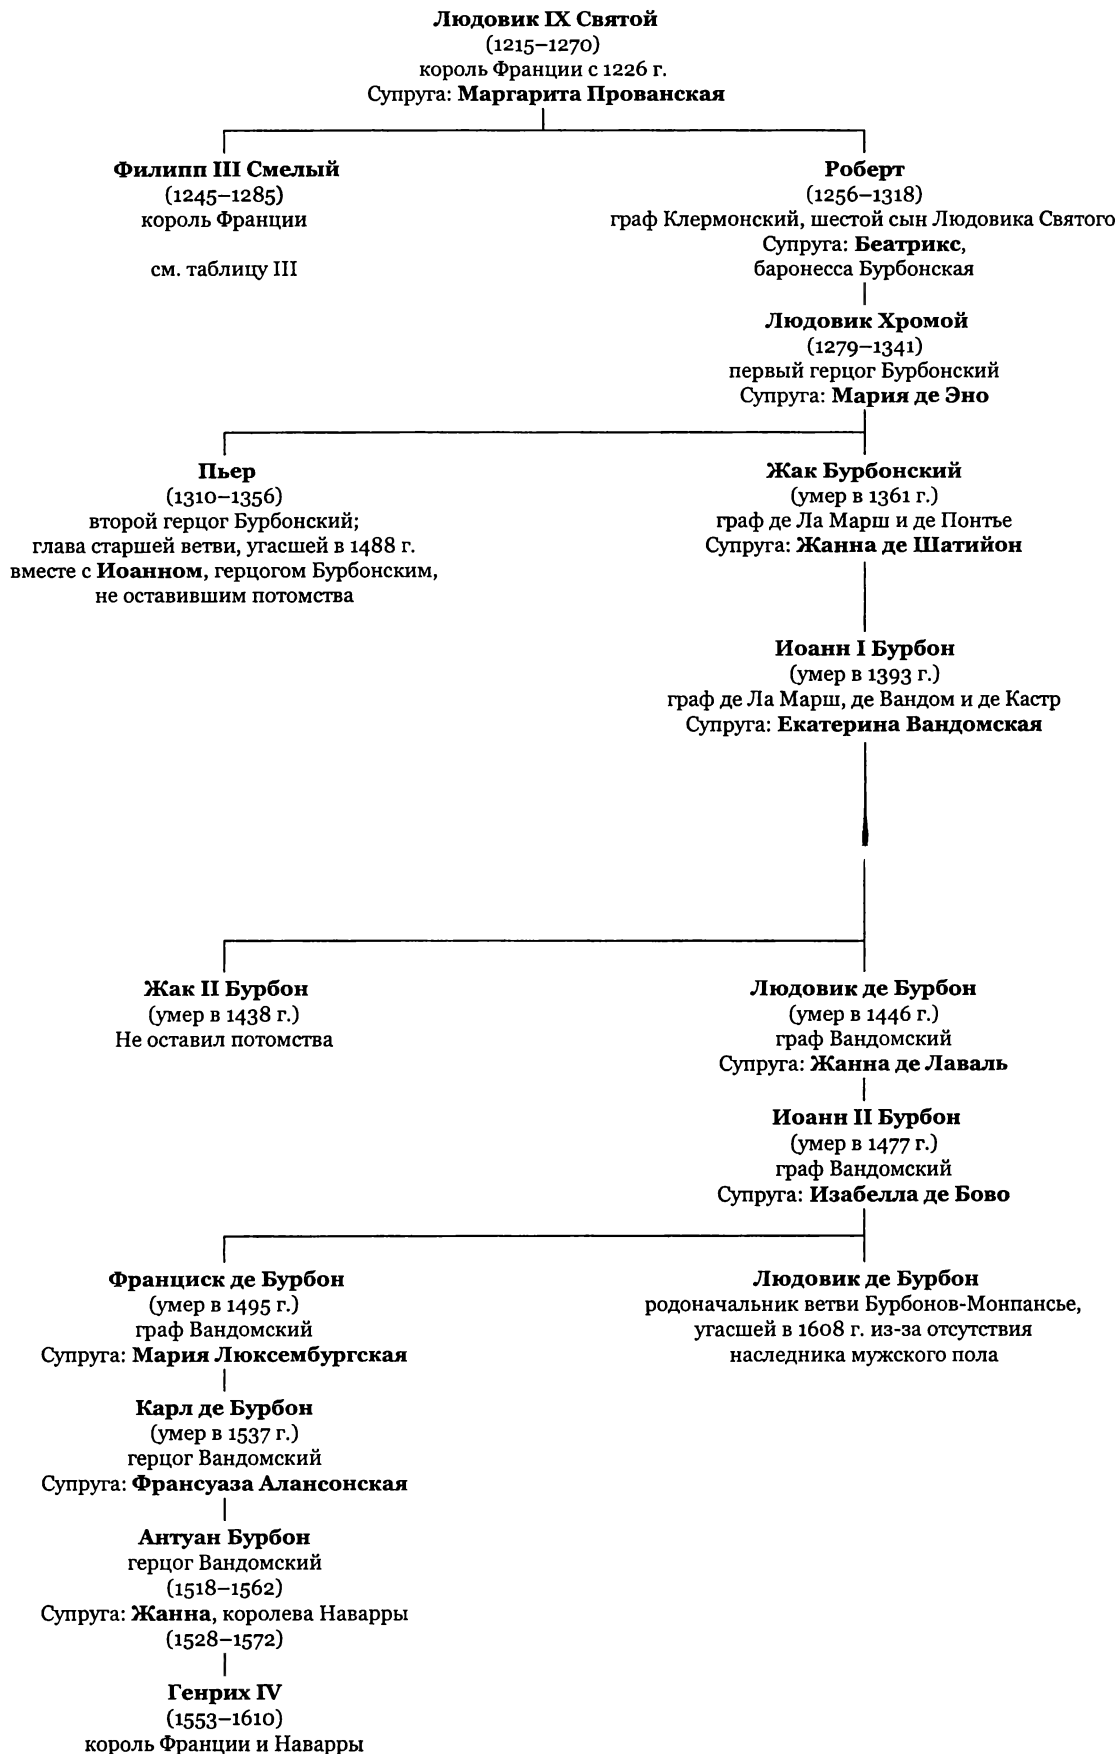 Людовик IX Святой
(1215–1270)
король Франции с 1226 г.
Супруга: Маргарита Прованская
Филипп III Смелый
(1245–1285)
король Франции
см. таблицу III
Роберт
(1256–1318)
граф Клермонский, шестой сын Людовика Святого
Супруга: Беатрикс,
баронесса Бурбонская
Людовик Хромой
(1279–1341)
первый герцог Бурбонский
Супруга: Мария де Эно
Пьер
(1310–1356)
второй герцог Бурбонский;
глава старшей ветви, угасшей в 1488 г.
вместе с Иоанном, герцогом Бурбонским,
не оставившим потомства
Жак Бурбонский
(умер в 1361 г.)
граф де Ла Марш и де Понтье
Супруга: Жанна де Шатийон
Иоанн I Бурбон
(умер в 1393 г.)
граф де Ла Марш, де Вандом и де Кастр
Супруга: Екатерина Вандомская
Жак II Бурбон
(умер в 1438 г.)
Не оставил потомства
Людовик де Бурбон
(умер в 1446 г.)
граф Вандомский
Супруга: Жанна де Лаваль
Иоанн II Бурбон
(умер в 1477 г.)
граф Вандомский
Супруга: Изабелла де Бово
Франциск де Бурбон
(умер в 1495 г.)
граф Вандомский
Супруга: Мария Люксембургская
Людовик де Бурбон
родоначальник ветви Бурбонов-Монпансье,
угасшей в 1608 г. из-за отсутствия
наследника мужского пола
Карл де Бурбон
(умер в 1537 г.)
герцог Вандомский
Супруга: Франсуаза Алансонская
Антуан Бурбон
герцог Вандомский
(1518–1562)
Супруга: Жанна, королева Наварры
(1528–1572)
Генрих IV
(1553–1610)
король Франции и Наварры